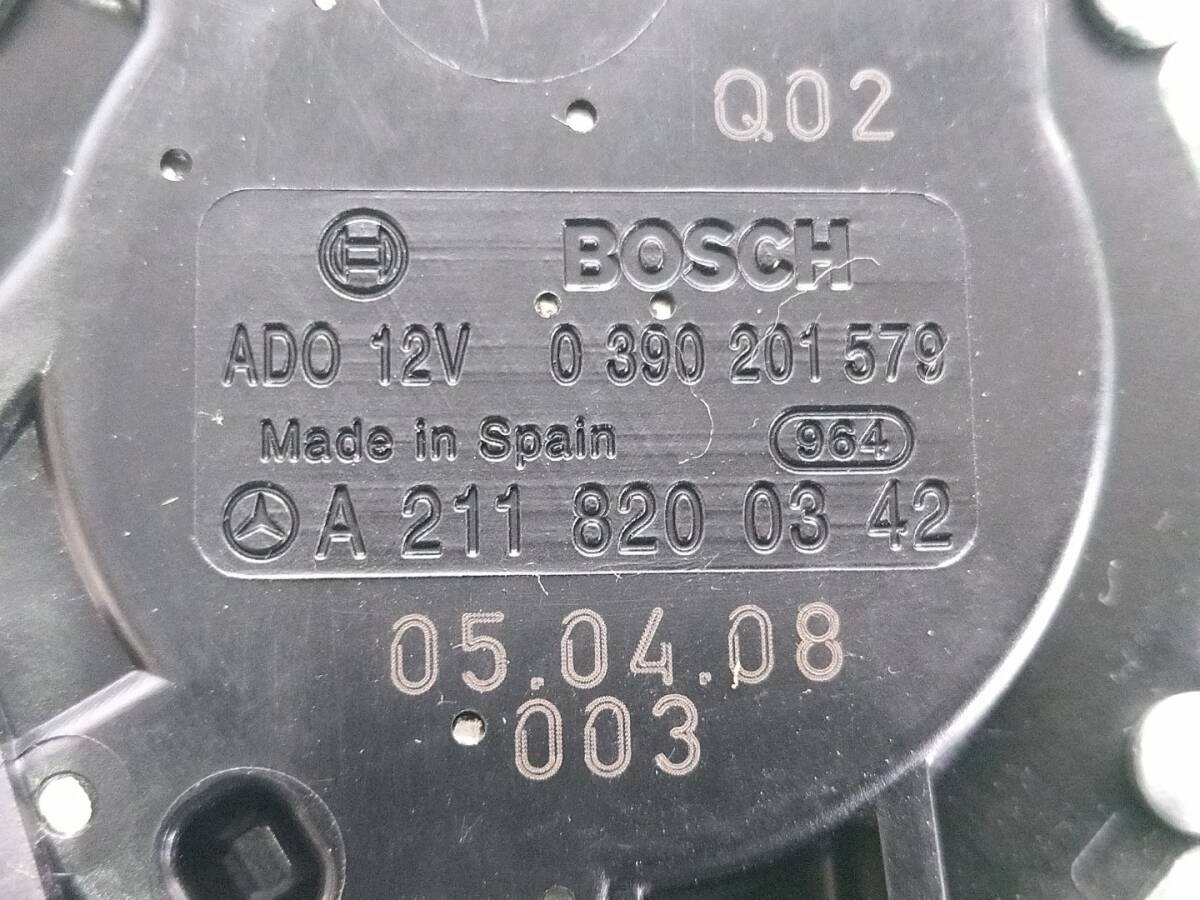 Q02
BOSCH
ADO 12V 0 390 201 579
Made in Spain 964
A 211 820 03 42
05.04.08
003